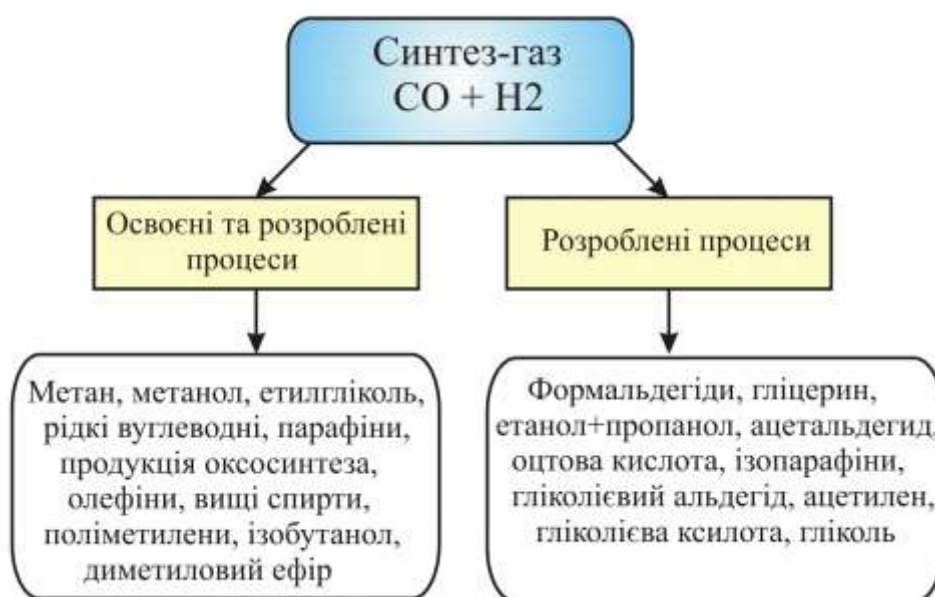 Синтез-газ
CO + H2
Освоєні та розроблені
процеси
Розроблені процеси
Метан, метанол, етилгліколь,
рідкі вуглеводні, парафіни,
продукція оксосинтеза,
олефіни, вищі спирти,
поліметилени, ізобутанол,
диметиловий ефір
Формальдегіди, гліцерин,
етанол+пропанол, ацетальдегид,
оцтова кислота, ізопарафіни,
гліколієвий альдегід, ацетилен,
гліколієва ксилота, гліколь